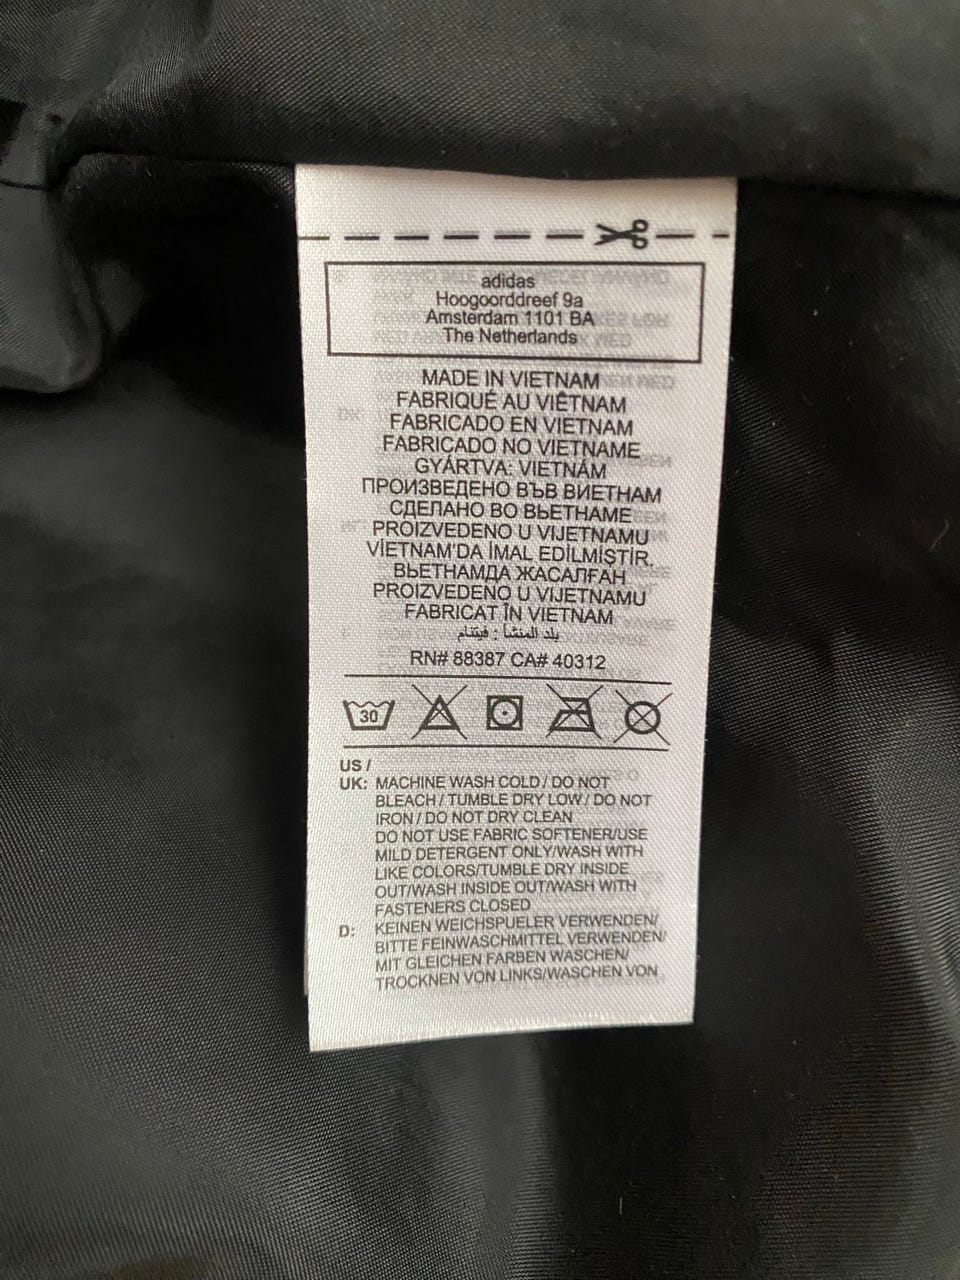 adidas
Hoogoorddreef 9a
Amsterdam 1101 BA
The Netherlands
MADE IN VIETNAM
FABRIQUÉ AU VIÊTNAM
FABRICADO EN VIETNAM
FABRICADO NO VIETNAME
GYÁRTVA: VIETNÁM
ПРОИЗВЕДЕНО ВЪВ ВИЕТНАМ
СДЕЛАНО ВО ВЬЕТНАМЕ
PROIZVEDENO U VIJETNAMU
VİETNAM'DA İMAL EDİLMİŞTİR.
ВЬЕТНАМДА ЖАСАЛҒАН
PROIZVEDENO U VIJETNAMU
FABRICAT ÎN VIETNAM
بلد المنشأ : فيتنام
RN# 88387 CA# 40312
30
US /
UK: MACHINE WASH COLD / DO NOT
BLEACH / TUMBLE DRY LOW / DO NOT
IRON / DO NOT DRY CLEAN
DO NOT USE FABRIC SOFTENER/USE
MILD DETERGENT ONLY/WASH WITH
LIKE COLORS/TUMBLE DRY INSIDE
OUT/WASH INSIDE OUT/WASH WITH
FASTENERS CLOSED
D: KEINEN WEICHSPUELER VERWENDEN/
BITTE FEINWASCHMITTEL VERWENDEN/
MIT GLEICHEN FARBEN WASCHEN/
TROCKNEN VON LINKS/WASCHEN VON